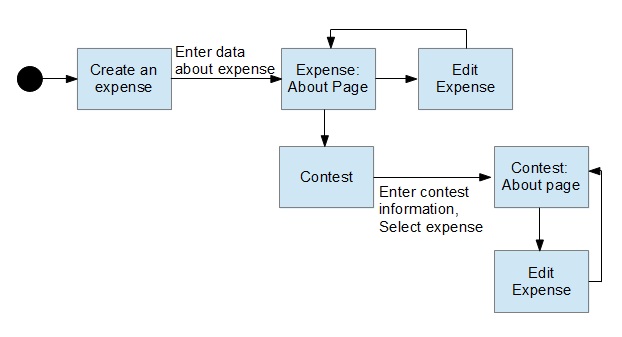 Create an
expense
Enter data
about expense
Expense:
About Page
Edit
Expense
Contest
Enter contest
information,
Select expense
Contest:
About page
Edit
Expense